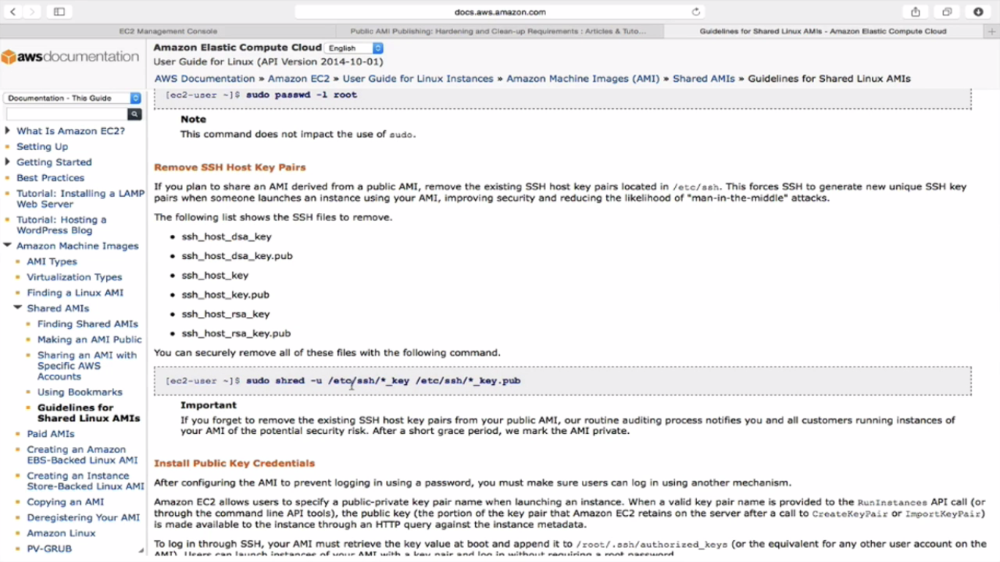 docs.aws.amazon.com
EC2 Management Console
Public AMI Publishing: Hardening and Clean-up Requirements : Articles & Tuto...
Guidelines for Shared Linux AMIs - Amazon Elastic Compute Cloud
awsdocumentation
Amazon Elastic Compute Cloud English
User Guide for Linux (API Version 2014-10-01)
AWS Documentation » Amazon EC2 » User Guide for Linux Instances » Amazon Machine Images (AMI) » Shared AMIs » Guidelines for Shared Linux AMIs
Documentation - This Guide
What Is Amazon EC2?
Setting Up
Getting Started
Best Practices
Tutorial: Installing a LAMP
Web Server
Tutorial: Hosting a
WordPress Blog
Amazon Machine Images
AMI Types
Virtualization Types
Finding a Linux AMI
Shared AMIs
Finding Shared AMIs
Making an AMI Public
Sharing an AMI with
Specific AWS
Accounts
Using Bookmarks
Guidelines for
Shared Linux AMIs
Paid AMIs
Creating an Amazon
EBS-Backed Linux AMI
Creating an Instance
Store-Backed Linux AMI
Copying an AMI
Deregistering Your AMI
Amazon Linux
PV-GRUB
[ec2-user ~]$ sudo passwd -l root
Note
This command does not impact the use of sudo.
Remove SSH Host Key Pairs
If you plan to share an AMI derived from a public AMI, remove the existing SSH host key pairs located in /etc/ssh. This forces SSH to generate new unique SSH key
pairs when someone launches an instance using your AMI, improving security and reducing the likelihood of "man-in-the-middle" attacks.
The following list shows the SSH files to remove.
• ssh_host_dsa_key
• ssh_host_dsa_key.pub
• ssh_host_key
• ssh_host_key.pub
• ssh_host_rsa_key
• ssh_host_rsa_key.pub
You can securely remove all of these files with the following command.
[ec2-user ~]$ sudo shred -u /etc/ssh/*_key /etc/ssh/*_key.pub
Important
If you forget to remove the existing SSH host key pairs from your public AMI, our routine auditing process notifies you and all customers running instances of
your AMI of the potential security risk. After a short grace period, we mark the AMI private.
Install Public Key Credentials
After configuring the AMI to prevent logging in using a password, you must make sure users can log in using another mechanism.
Amazon EC2 allows users to specify a public-private key pair name when launching an instance. When a valid key pair name is provided to the RunInstances API call (or
through the command line API tools), the public key (the portion of the key pair that Amazon EC2 retains on the server after a call to CreateKeyPair or ImportKeyPair)
is made available to the instance through an HTTP query against the instance metadata.
To log in through SSH, your AMI must retrieve the key value at boot and append it to /root/.ssh/authorized_keys (or the equivalent for any other user account on the
AMI). Users can launch instances of your AMI with a key pair and log in without requiring a root password.